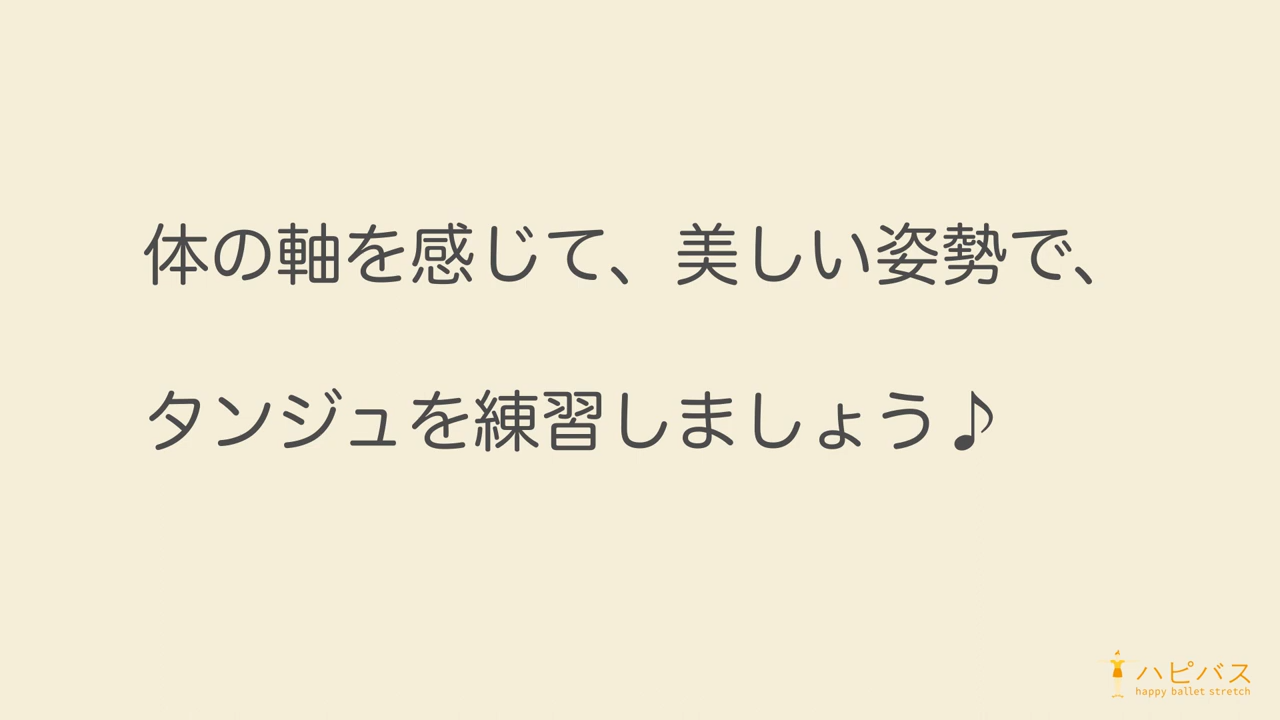 体の軸を感じて、美しい姿勢で、
タンジュを練習しましょう♪
ハピバス
happy ballet stretch